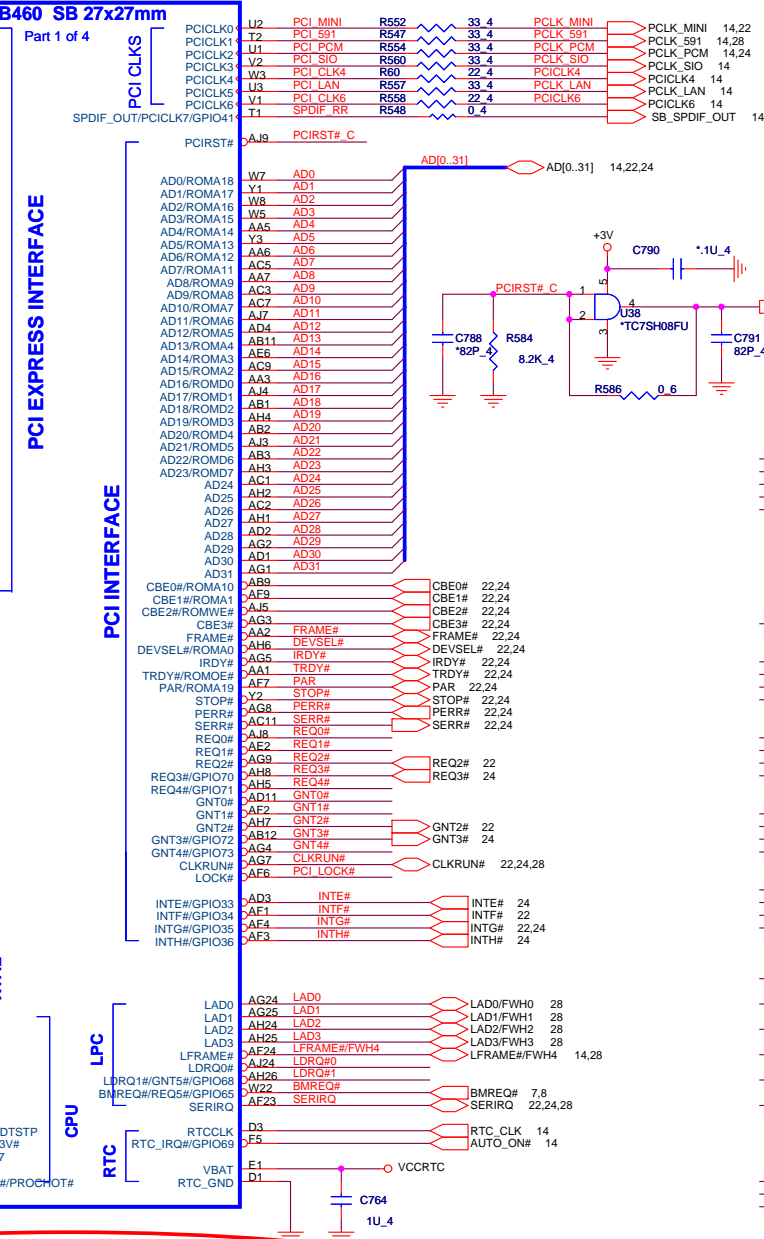 B460 SB 27x27mm
Part 1 of 4
PCI CLKS
PCICLK0 U2 PCI_MINI R552 33_4 PCLK_MINI PCLK_MINI 14,22
PCICLK1 T2 PCI_591 R547 33_4 PCLK_591 PCLK_591 14,28
PCICLK2 U1 PCI_PCM R554 33_4 PCLK_PCM PCLK_PCM 14,24
PCICLK3 V2 PCI_SIO R560 33_4 PCLK_SIO PCLK_SIO 14
PCICLK4 W3 PCI_CLK4 R60 22_4 PCICLK4 PCICLK4 14
PCICLK5 U3 PCI_LAN R557 33_4 PCLK_LAN PCLK_LAN 14
PCICLK6 V1 PCI_CLK6 R558 22_4 PCICLK6 PCICLK6 14
SPDIF_OUT/PCICLK7/GPIO41 T1 SPDIF_RR R548 0_4 SB_SPDIF_OUT 14
PCIRST# AJ9 PCIRST#_C
AD[0..31] AD[0..31] 14,22,24
PCI EXPRESS INTERFACE
PCI INTERFACE
AD0/ROMA18 W7 AD0
AD1/ROMA17 Y1 AD1
AD2/ROMA16 W8 AD2
AD3/ROMA15 W5 AD3
AD4/ROMA14 AA5 AD4
AD5/ROMA13 Y3 AD5
AD6/ROMA12 AA6 AD6
AD7/ROMA11 AC5 AD7
AD8/ROMA9 AA7 AD8
AD9/ROMA8 AC3 AD9
AD10/ROMA7 AC7 AD10
AD11/ROMA6 AJ7 AD11
AD12/ROMA5 AD4 AD12
AD13/ROMA4 AB11 AD13
AD14/ROMA3 AE6 AD14
AD15/ROMA2 AC9 AD15
AD16/ROMD0 AA3 AD16
AD17/ROMD1 AJ4 AD17
AD18/ROMD2 AB1 AD18
AD19/ROMD3 AH4 AD19
AD20/ROMD4 AB2 AD20
AD21/ROMD5 AJ3 AD21
AD22/ROMD6 AB3 AD22
AD23/ROMD7 AH3 AD23
AD24 AC1 AD24
AD25 AH2 AD25
AD26 AC2 AD26
AD27 AH1 AD27
AD28 AD2 AD28
AD29 AG2 AD29
AD30 AD1 AD30
AD31 AG1 AD31
+3V
C790 *.1U_4
PCIRST#_C 1 2 3 4 5
U38
*TC7SH08FU
C788
*82P_4
R584
8.2K_4
C791
82P_4
R586 0_6
CBE0#/ROMA10 AB9 CBE0# 22,24
CBE1#/ROMA1 AF9 CBE1# 22,24
CBE2#/ROMWE# AJ5 CBE2# 22,24
CBE3# AG3 CBE3# 22,24
FRAME# AA2 FRAME# FRAME# 22,24
DEVSEL#/ROMA0 AH6 DEVSEL# DEVSEL# 22,24
IRDY# AG5 IRDY# IRDY# 22,24
TRDY#/ROMOE# AA1 TRDY# TRDY# 22,24
PAR/ROMA19 AF7 PAR PAR 22,24
STOP# Y2 STOP# STOP# 22,24
PERR# AG8 PERR# PERR# 22,24
SERR# AC11 SERR# SERR# 22,24
REQ0# AJ8 REQ0#
REQ1# AE2 REQ1#
REQ2# AG9 REQ2# REQ2# 22
REQ3#/GPIO70 AH8 REQ3# REQ3# 24
REQ4#/GPIO71 AH5 REQ4#
GNT0# AD11 GNT0#
GNT1# AF2 GNT1#
GNT2# AH7 GNT2# GNT2# 22
GNT3#/GPIO72 AB12 GNT3# GNT3# 24
GNT4#/GPIO73 AG4 GNT4#
CLKRUN# AG7 CLKRUN# CLKRUN# 22,24,28
LOCK# AF6 PCI_LOCK#
INTE#/GPIO33 AD3 INTE# INTE# 24
INTF#/GPIO34 AF1 INTF# INTF# 22
INTG#/GPIO35 AF4 INTG# INTG# 22,24
INTH#/GPIO36 AF3 INTH# INTH# 24
LPC
LAD0 AG24 LAD0 LAD0/FWH0 28
LAD1 AG25 LAD1 LAD1/FWH1 28
LAD2 AH24 LAD2 LAD2/FWH2 28
LAD3 AH25 LAD3 LAD3/FWH3 28
LFRAME# AF24 LFRAME#/FWH4 LFRAME#/FWH4 14,28
LDRQ0# AJ24 LDRQ#0
LDRQ1#/GNT5#/GPIO68 AH26 LDRQ#1
BMREQ#/REQ5#/GPIO65 W22 BMREQ# BMREQ# 7,8
SERIRQ AF23 SERIRQ SERIRQ 22,24,28
CPU
DTSTP
3V#
7
#/PROCHOT#
RTC
RTCCLK D3 RTC_CLK 14
RTC_IRQ#/GPIO69 F5 AUTO_ON# 14
VBAT E1 VCCRTC
RTC_GND D1
C764
1U_4